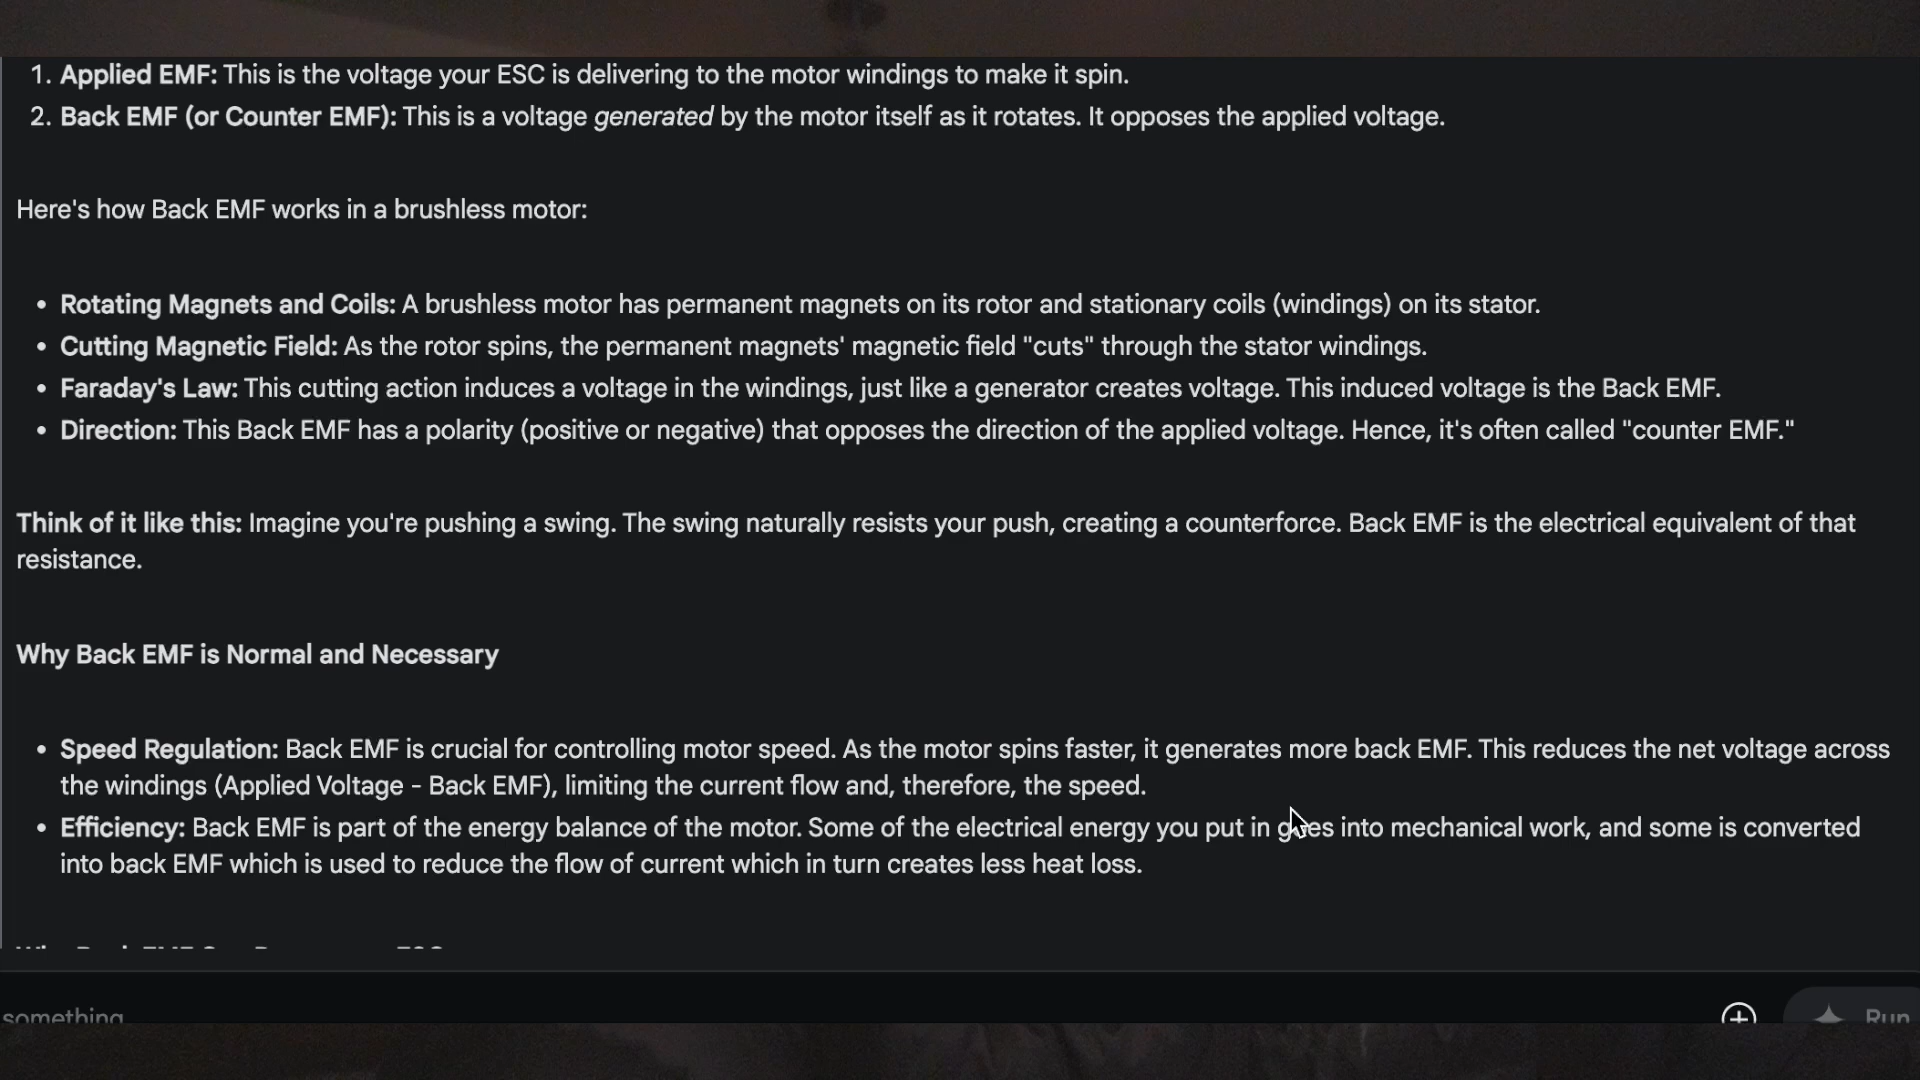 1. Applied EMF: This is the voltage your ESC is delivering to the motor windings to make it spin.
2. Back EMF (or Counter EMF): This is a voltage generated by the motor itself as it rotates. It opposes the applied voltage.
Here's how Back EMF works in a brushless motor:
• Rotating Magnets and Coils: A brushless motor has permanent magnets on its rotor and stationary coils (windings) on its stator.
• Cutting Magnetic Field: As the rotor spins, the permanent magnets' magnetic field "cuts" through the stator windings.
• Faraday's Law: This cutting action induces a voltage in the windings, just like a generator creates voltage. This induced voltage is the Back EMF.
• Direction: This Back EMF has a polarity (positive or negative) that opposes the direction of the applied voltage. Hence, it's often called "counter EMF."
Think of it like this: Imagine you're pushing a swing. The swing naturally resists your push, creating a counterforce. Back EMF is the electrical equivalent of that
resistance.
Why Back EMF is Normal and Necessary
• Speed Regulation: Back EMF is crucial for controlling motor speed. As the motor spins faster, it generates more back EMF. This reduces the net voltage across
the windings (Applied Voltage - Back EMF), limiting the current flow and, therefore, the speed.
• Efficiency: Back EMF is part of the energy balance of the motor. Some of the electrical energy you put in goes into mechanical work, and some is converted
into back EMF which is used to reduce the flow of current which in turn creates less heat loss.
something
Run